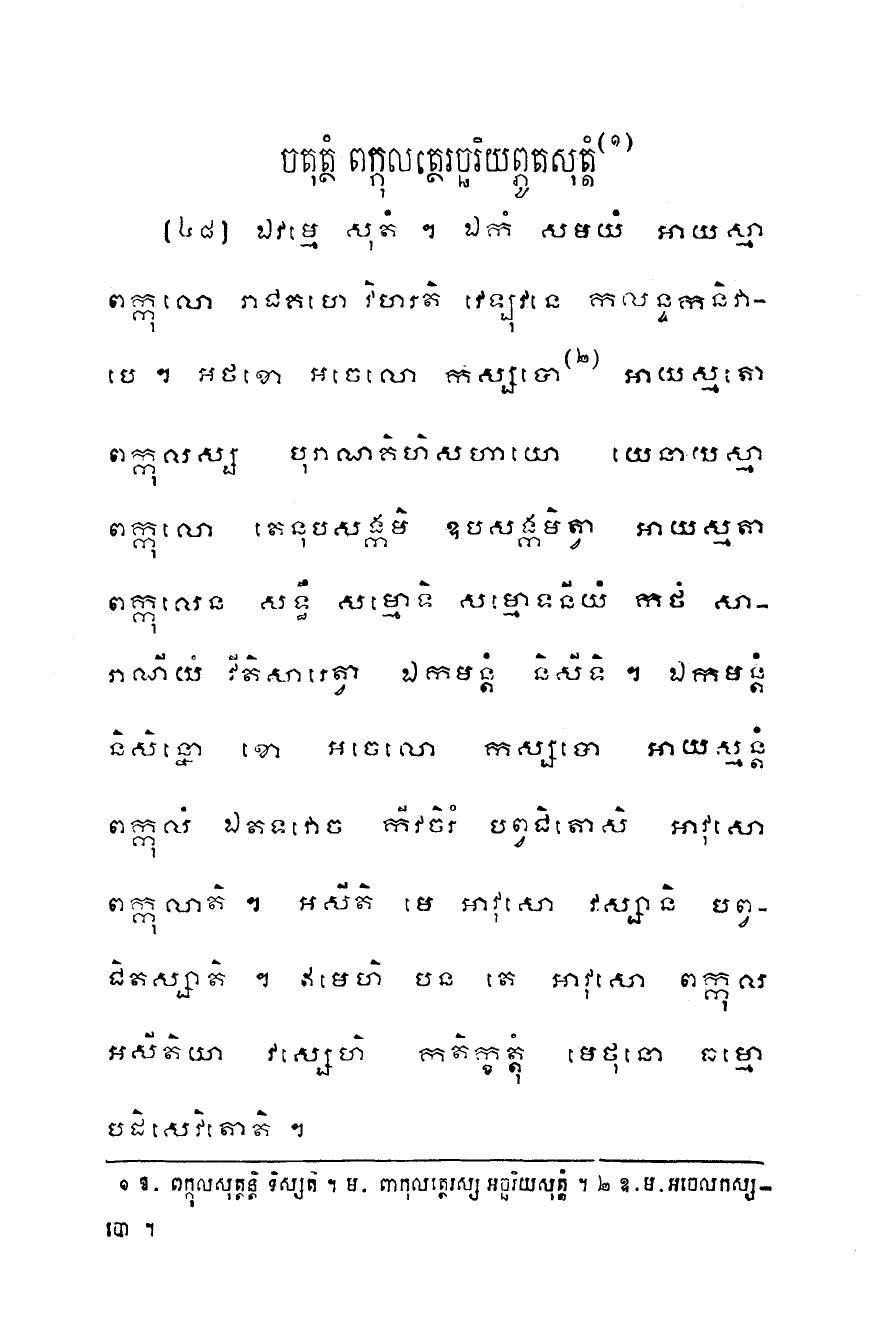 ចតុត្ថំ ពក្កុលត្ថេរច្ឆរិយព្ភូតសុត្តំ(១)
[៤៨] ឯវម្មេ សុតំ ។ ឯកំ សមយំ អាយស្មា
ពក្កុលោ រាជគហេ វិហរតិ វេឡុវនេ កលន្ទកនិវា-
បេ ។ អថខោ អចេលោ កស្សបោ(២) អាយស្មតោ
ពក្កុលស្ស បុរាណគិហិសហាយោ យេនាយស្មា
ពក្កុលោ តេនុបសង្កមិ ឧបសង្កមិត្វា អាយស្មតា
ពក្កុលេន សទ្ធឹ សម្មោទិ សម្មោទនីយំ កថំ សា-
រាណីយំ វីតិសារេត្វា ឯកមន្តំ និសីទិ ។ ឯកមន្តំ
និសិន្នោ ខោ អចេលោ កស្សបោ អាយស្មន្តំ
ពក្កុលំ ឯតទវោច កីវចិរំ បព្វជិតោសិ អាវុសោ
ពក្កុលាតិ ។ អសីតិ មេ អាវុសោ វស្សានិ បព្វ-
ជិតស្សាតិ ។ ឥមេហិ បន តេ អាវុសោ ពក្កុល
អសីតិយា វស្សេហិ កតិក្ខត្តុំ មេថុនោ ធម្មោ
បដិសេវិតោតិ ។
១ ឱ. ពក្កុលសុត្តន្តិ ទិស្សតិ ។ ម. ពាកុលត្ថេរស្ស អច្ឆរិយសុត្តំ ។ ២ ឱ.ម.អចេលកស្ស-
បោ ។